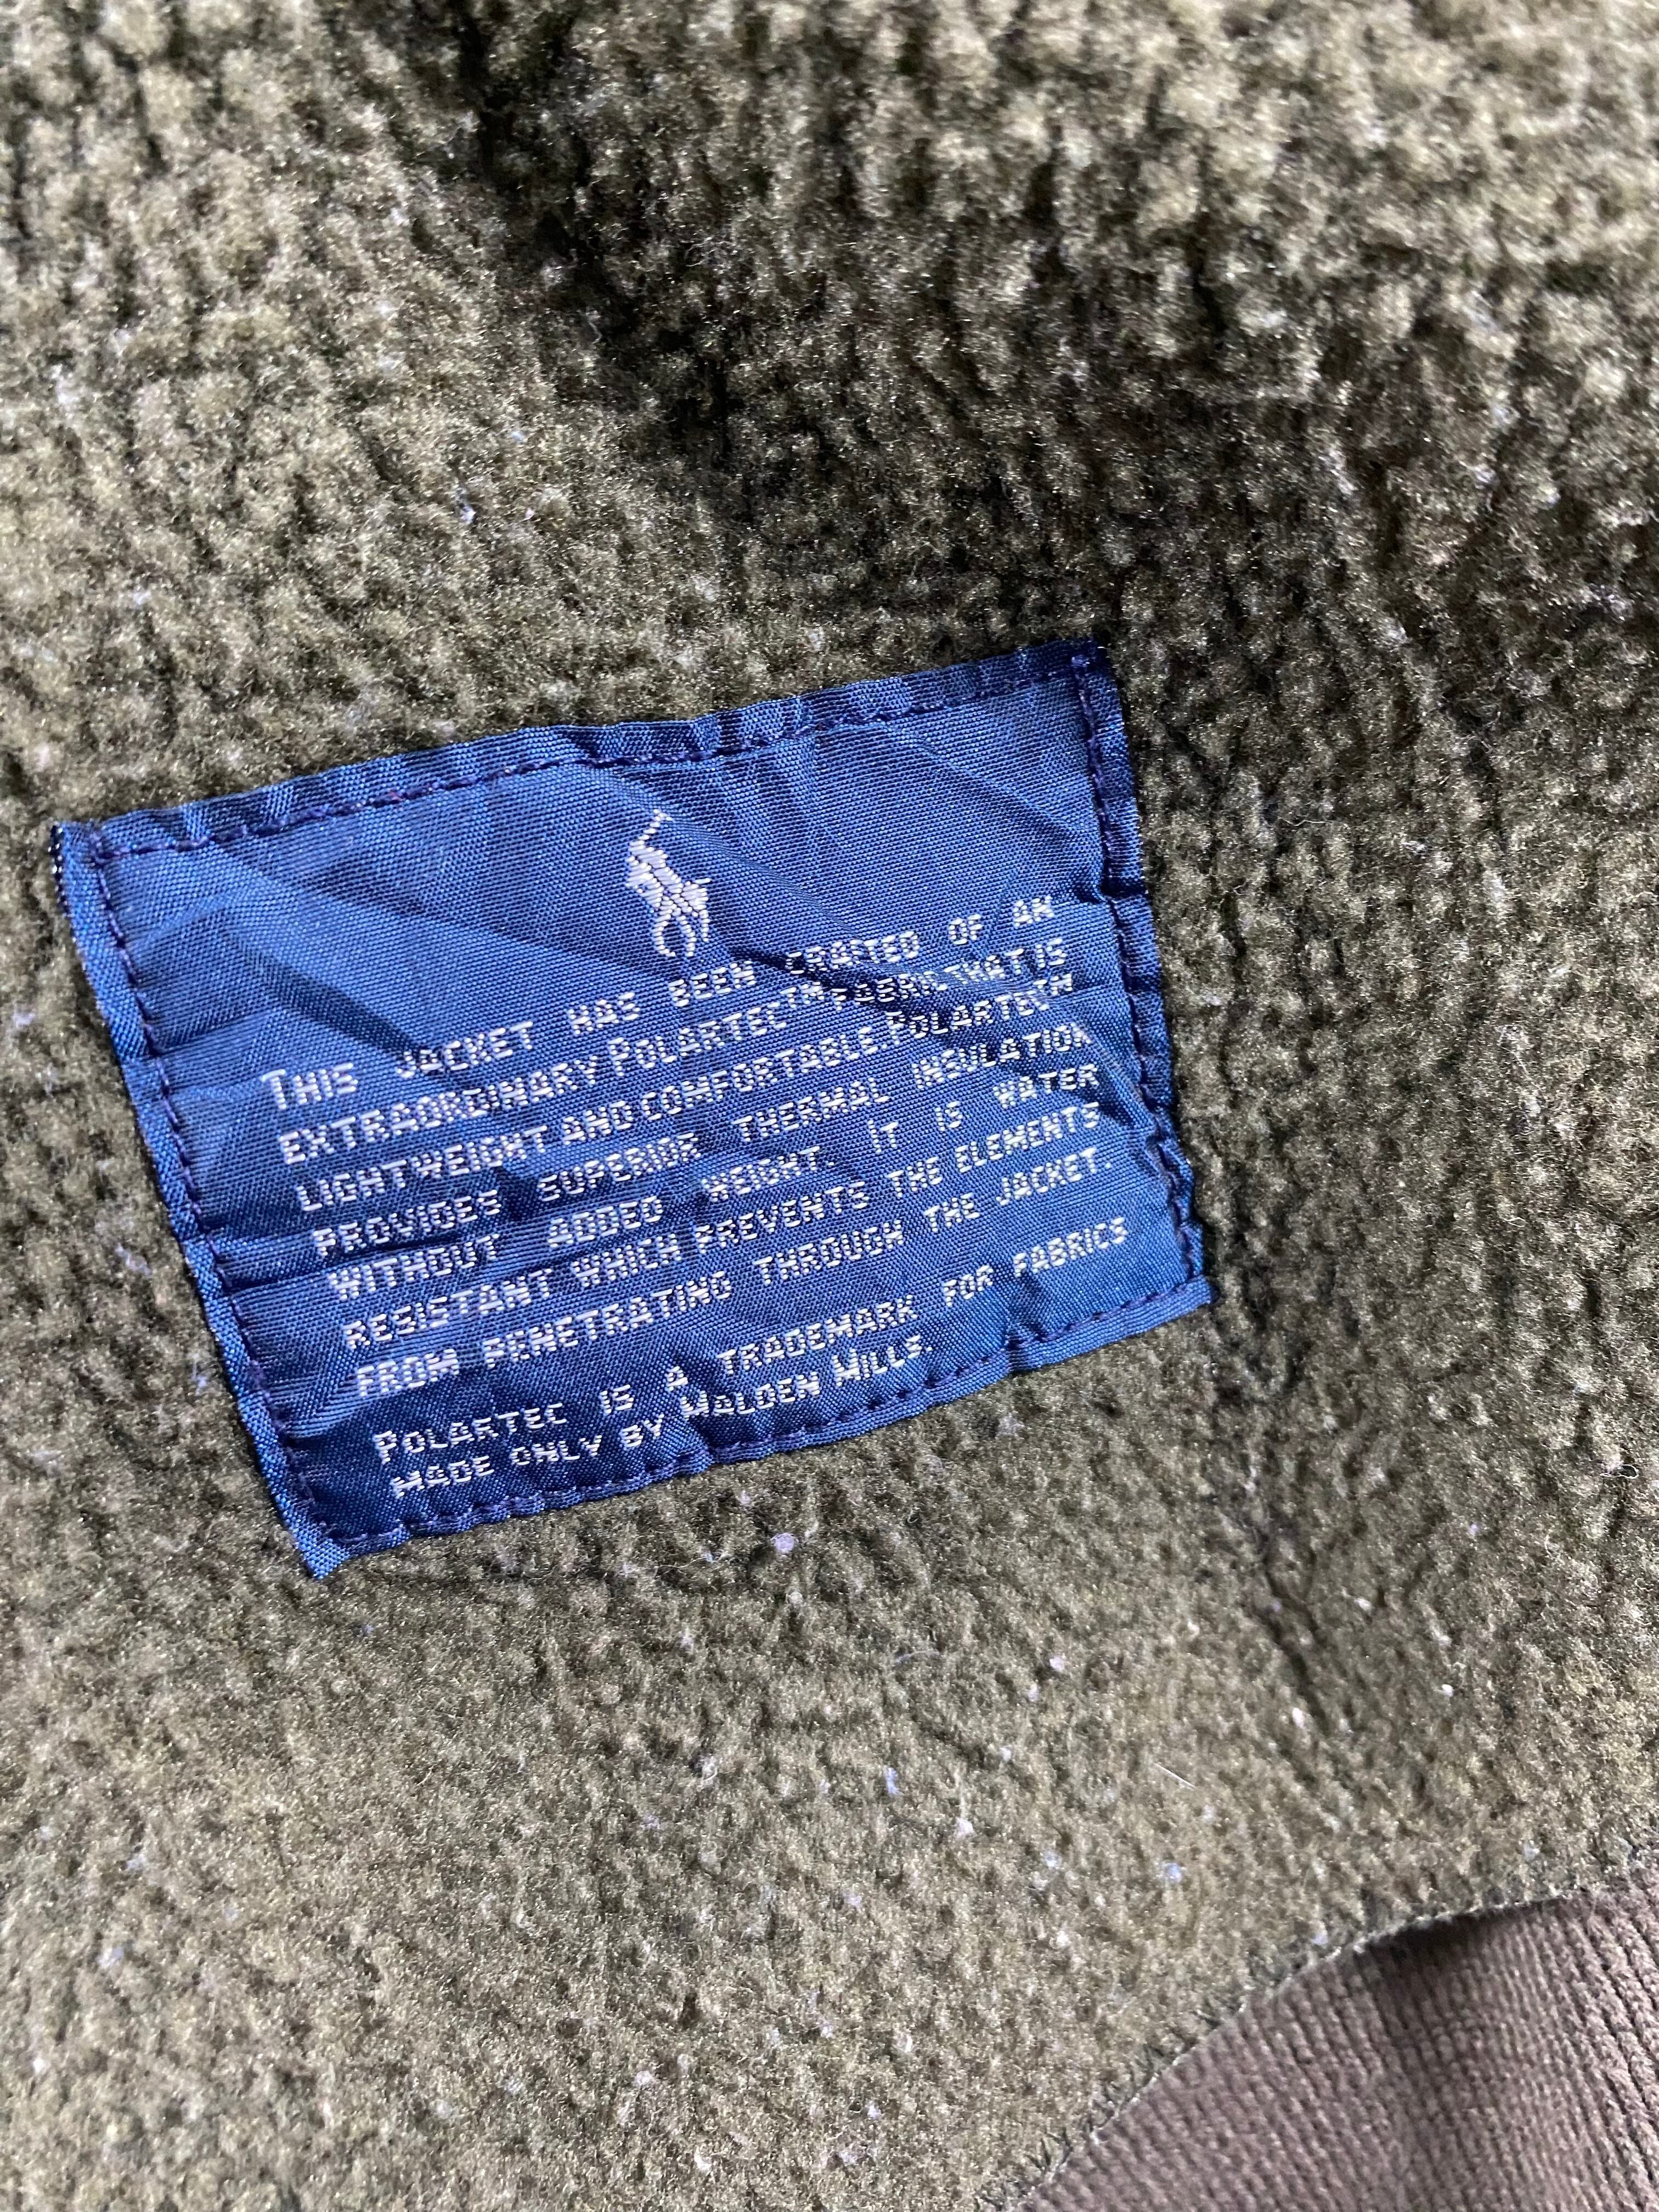 THIS JACKET HAS BEEN CRAFTED OF AN
EXTRAORDINARY POLARTEC™ FABRIC THAT IS
LIGHTWEIGHT AND COMFORTABLE. POLARTECH
PROVIDES SUPERIOR THERMAL INSULATION
WITHOUT ADDED WEIGHT. IT IS WATER
RESISTANT WHICH PREVENTS THE ELEMENTS
FROM PENETRATING THROUGH THE JACKET.
POLARTEC IS A TRADEMARK FOR FABRICS
MADE ONLY BY MALDEN MILLS.